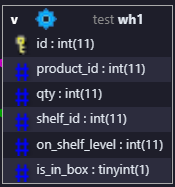 v test wh1
id : int(11)
product_id : int(11)
qty : int(11)
shelf_id : int(11)
on_shelf_level : int(11)
is_in_box : tinyint(1)